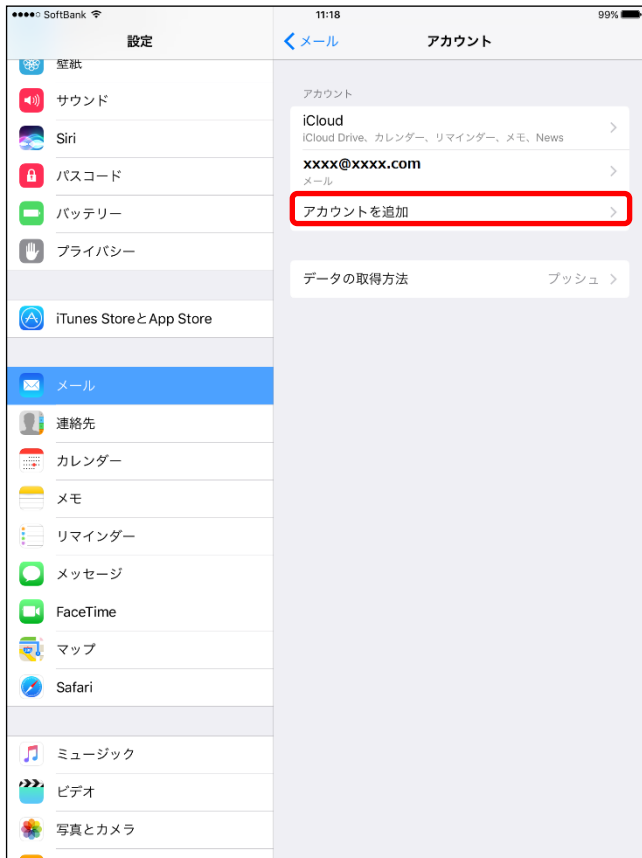 ●●●●○ SoftBank
11:18
99%
設定
壁紙
サウンド
Siri
パスコード
バッテリー
プライバシー
iTunes StoreとApp Store
メール
連絡先
カレンダー
メモ
リマインダー
メッセージ
FaceTime
マップ
Safari
ミュージック
ビデオ
写真とカメラ
メール
アカウント
アカウント
iCloud
iCloud Drive、カレンダー、リマインダー、メモ、News
xxxx@xxxx.com
メール
アカウントを追加
データの取得方法 プッシュ